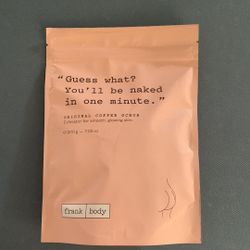 "Guess what?
You'll be naked
in one minute."
ORIGINAL COFFEE SCRUB
frank body